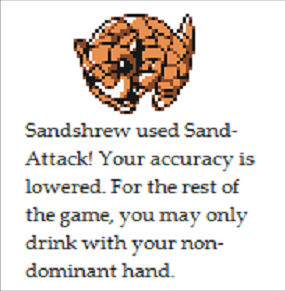 Sandshrew used Sand-
Attack! Your accuracy is
lowered. For the rest of
the game, you may only
drink with your non-
dominant hand.